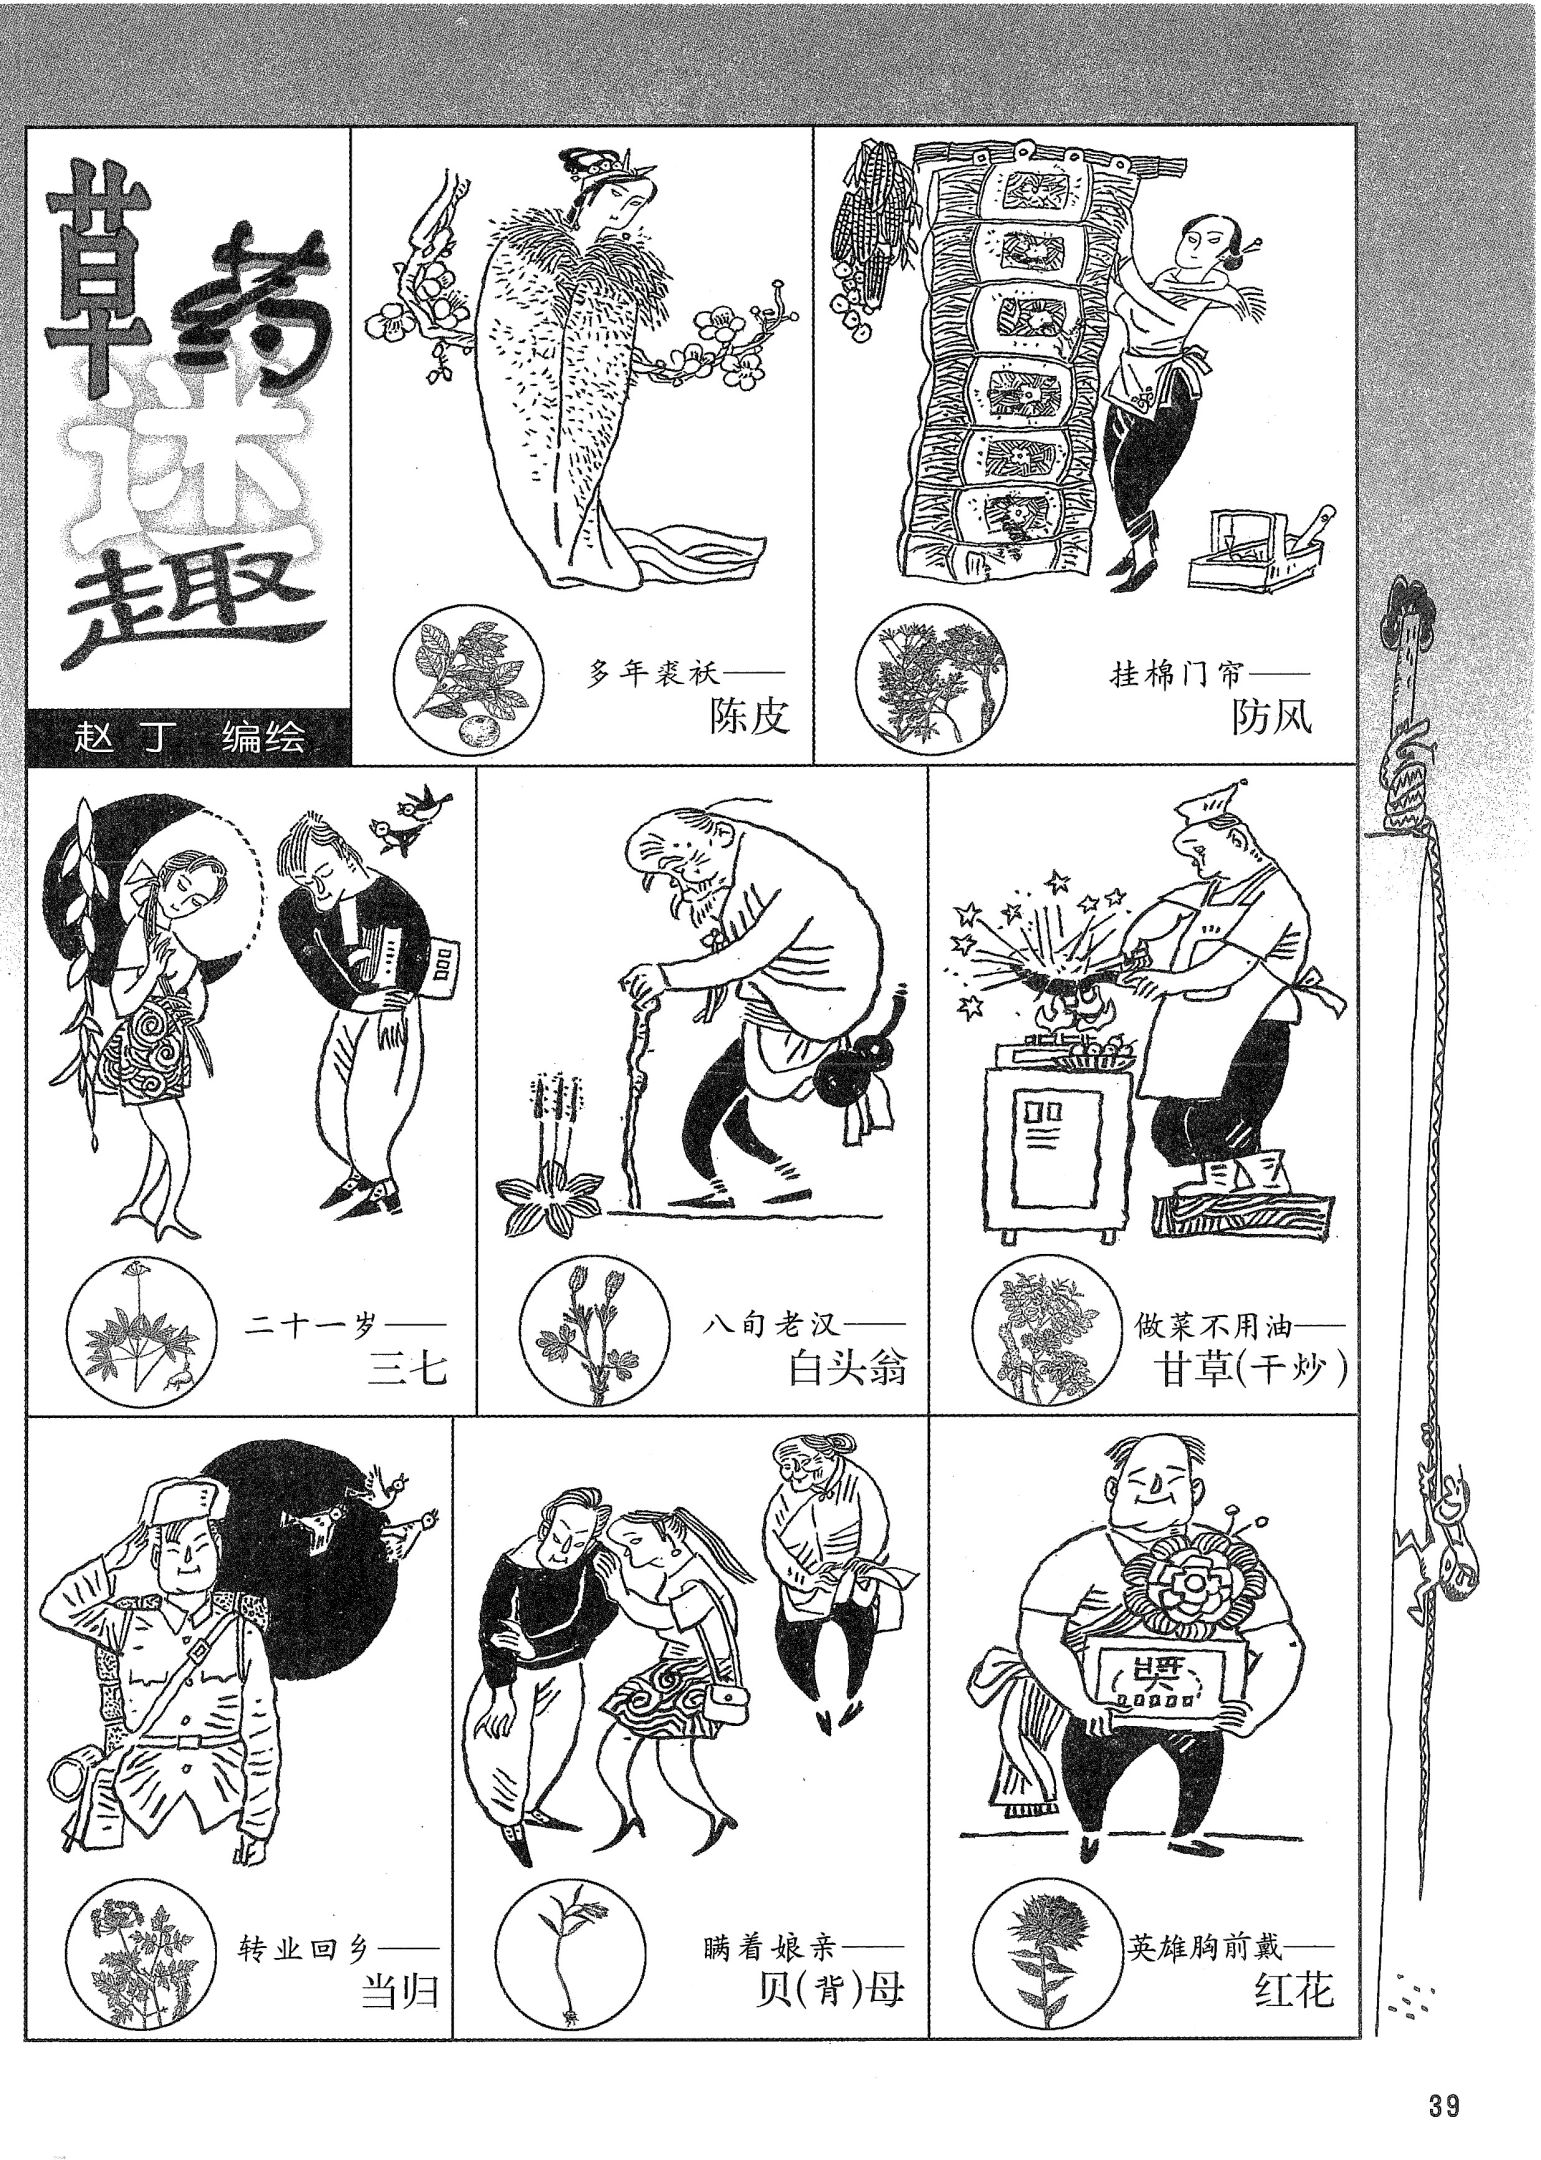 草药谜趣
赵丁 编绘
多年裘袄——
陈皮
挂棉门帘——
防风
二十一岁——
三七
八旬老汉——
白头翁
做菜不用油——
甘草(干炒)
奖
转业回乡——
当归
瞒着娘亲——
贝(背)母
英雄胸前戴——
红花
39